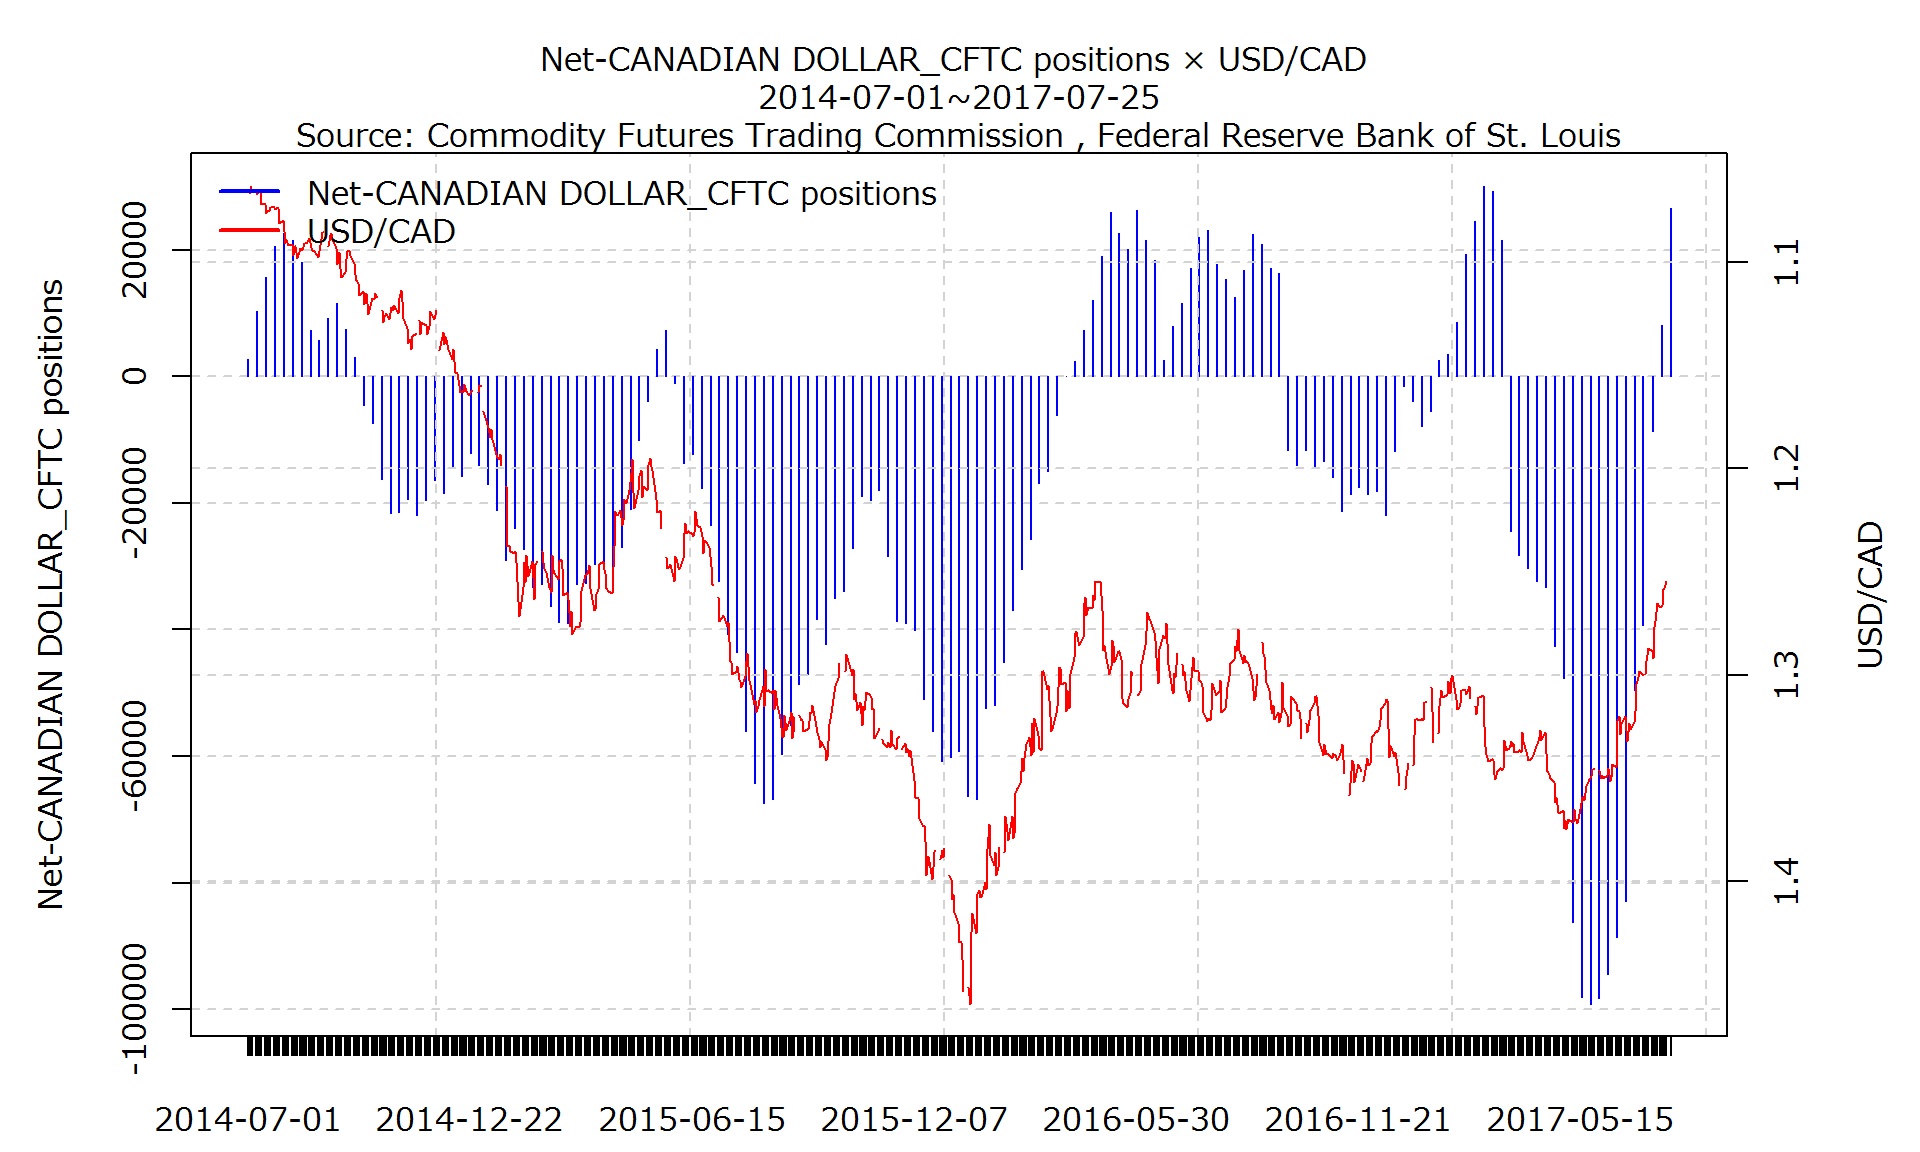 Net-CANADIAN DOLLAR_CFTC positions × USD/CAD
2014-07-01~2017-07-25
Source: Commodity Futures Trading Commission , Federal Reserve Bank of St. Louis
Net-CANADIAN DOLLAR_CFTC positions
USD/CAD
Net-CANADIAN DOLLAR_CFTC positions
20000
0
-20000
-60000
-100000
1.1
1.2
1.3
1.4
USD/CAD
2014-07-01
2014-12-22
2015-06-15
2015-12-07
2016-05-30
2016-11-21
2017-05-15